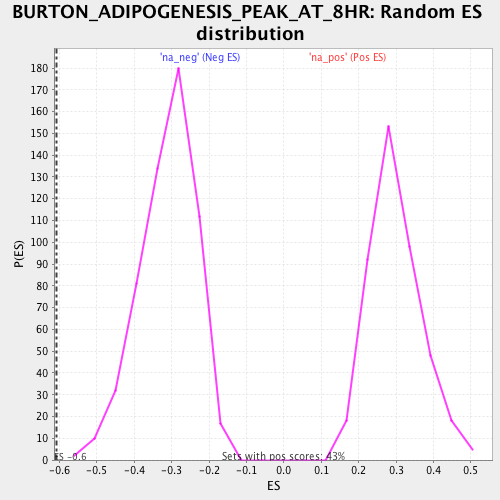 BURTON_ADIPOGENESIS_PEAK_AT_8HR: Random ES
distribution
'na_neg' (Neg ES) 'na_pos' (Pos ES)
180
170
160
150
140
130
120
110
100
90
80
70
60
50
40
30
20
10
0
P(ES)
ES -0.6
Sets with pos scores: 43%
-0.6 -0.5 -0.4 -0.3 -0.2 -0.1 0.0 0.1 0.2 0.3 0.4 0.5
ES